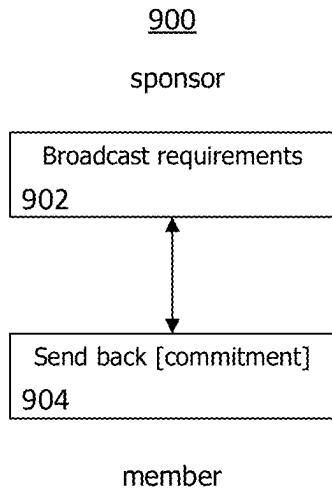 900
sponsor
Broadcast requirements
902
Send back [commitment]
904
member